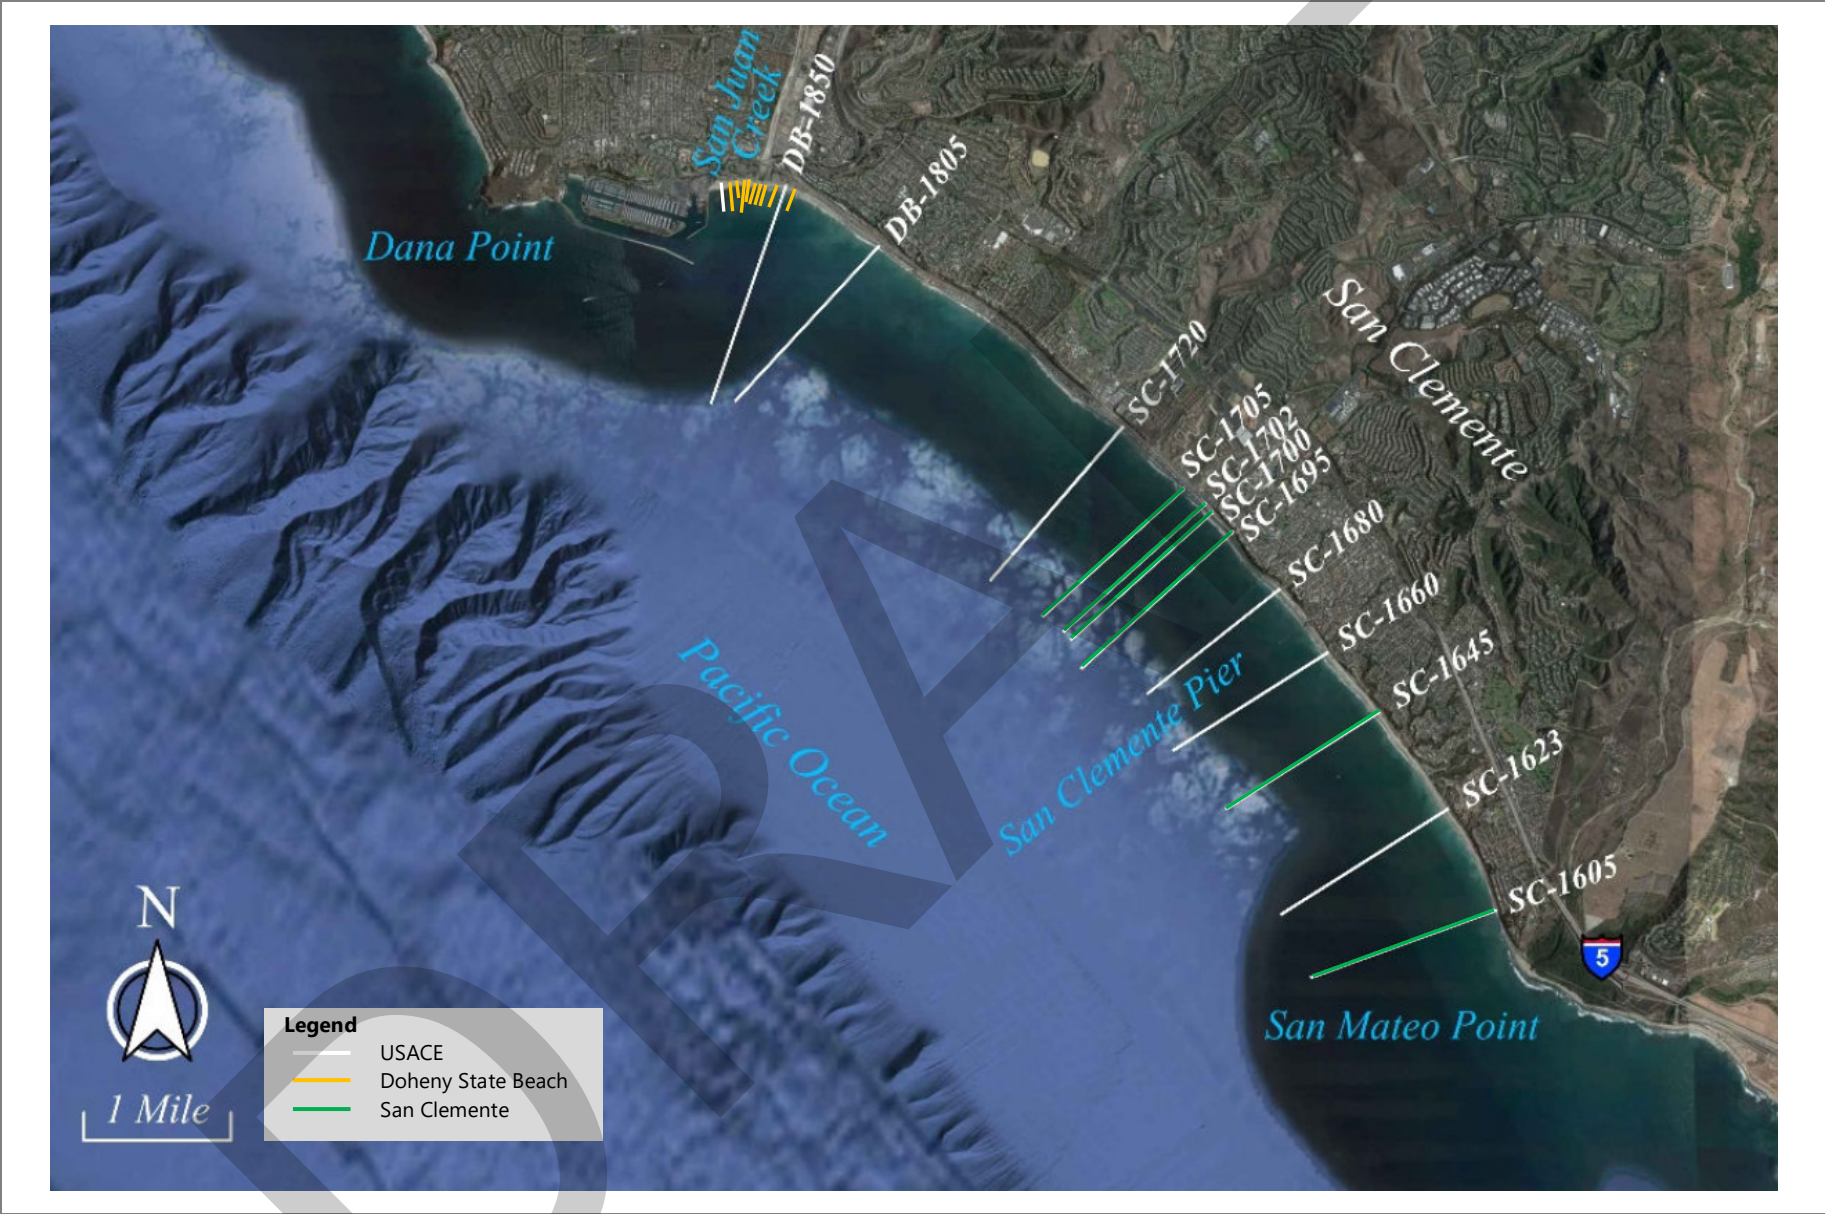 San Juan
Creek
DB-1850
DB-1805
Dana Point
SC-1720
San Clemente
SC-1705
SC-1702
SC-1700
SC-1695
SC-1680
SC-1660
SC-1645
Pacific Ocean
San Clemente Pier
SC-1623
SC-1605
5
San Mateo Point
N
1 Mile
Legend
USACE
Doheny State Beach
San Clemente
DRA